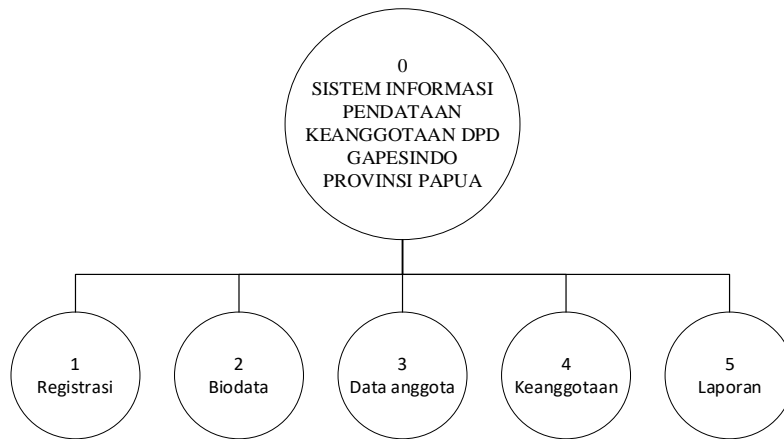 0
SISTEM INFORMASI
PENDATAAN
KEANGGOTAAN DPD
GAPESINDO
PROVINSI PAPUA
1
Registrasi
2
Biodata
3
Data anggota
4
Keanggotaan
5
Laporan